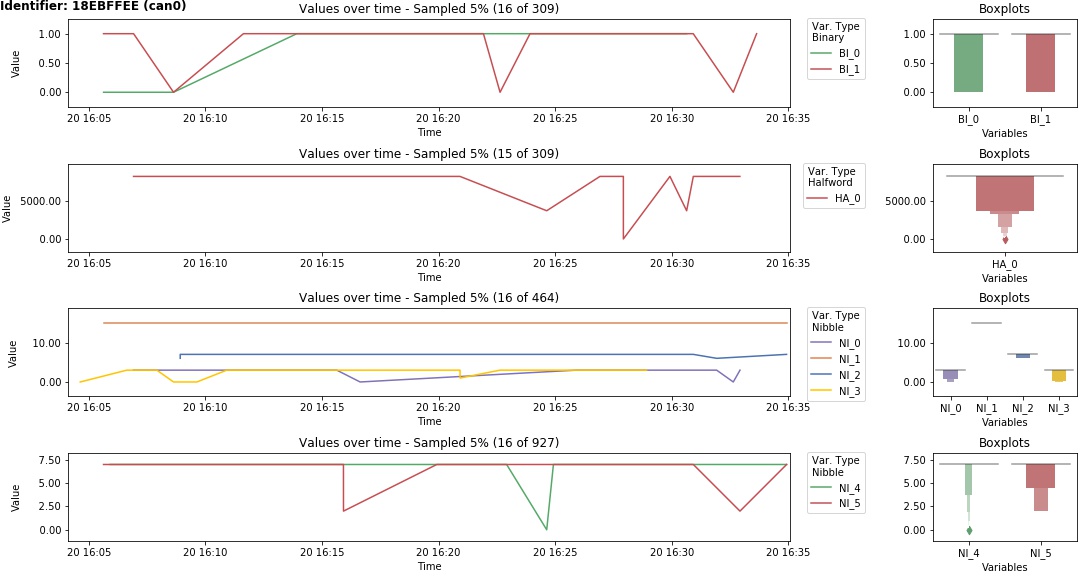 Identifier: 18EBFFEE (can0)
Values over time - Sampled 5% (16 of 309)
Value
1.00
0.50
0.00
20 16:05 20 16:10 20 16:15 20 16:20 20 16:25 20 16:30 20 16:35
Time
Var. Type
Binary
BI_0
BI_1
Boxplots
1.00
0.50
0.00
BI_0 BI_1
Variables
Values over time - Sampled 5% (15 of 309)
Value
5000.00
0.00
20 16:05 20 16:10 20 16:15 20 16:20 20 16:25 20 16:30 20 16:35
Time
Var. Type
Halfword
HA_0
Boxplots
5000.00
0.00
HA_0
Variables
Values over time - Sampled 5% (16 of 464)
Value
10.00
0.00
20 16:05 20 16:10 20 16:15 20 16:20 20 16:25 20 16:30 20 16:35
Time
Var. Type
Nibble
NI_0
NI_1
NI_2
NI_3
Boxplots
10.00
0.00
NI_0 NI_1 NI_2 NI_3
Variables
Values over time - Sampled 5% (16 of 927)
Value
7.50
5.00
2.50
0.00
20 16:05 20 16:10 20 16:15 20 16:20 20 16:25 20 16:30 20 16:35
Time
Var. Type
Nibble
NI_4
NI_5
Boxplots
7.50
5.00
2.50
0.00
NI_4 NI_5
Variables